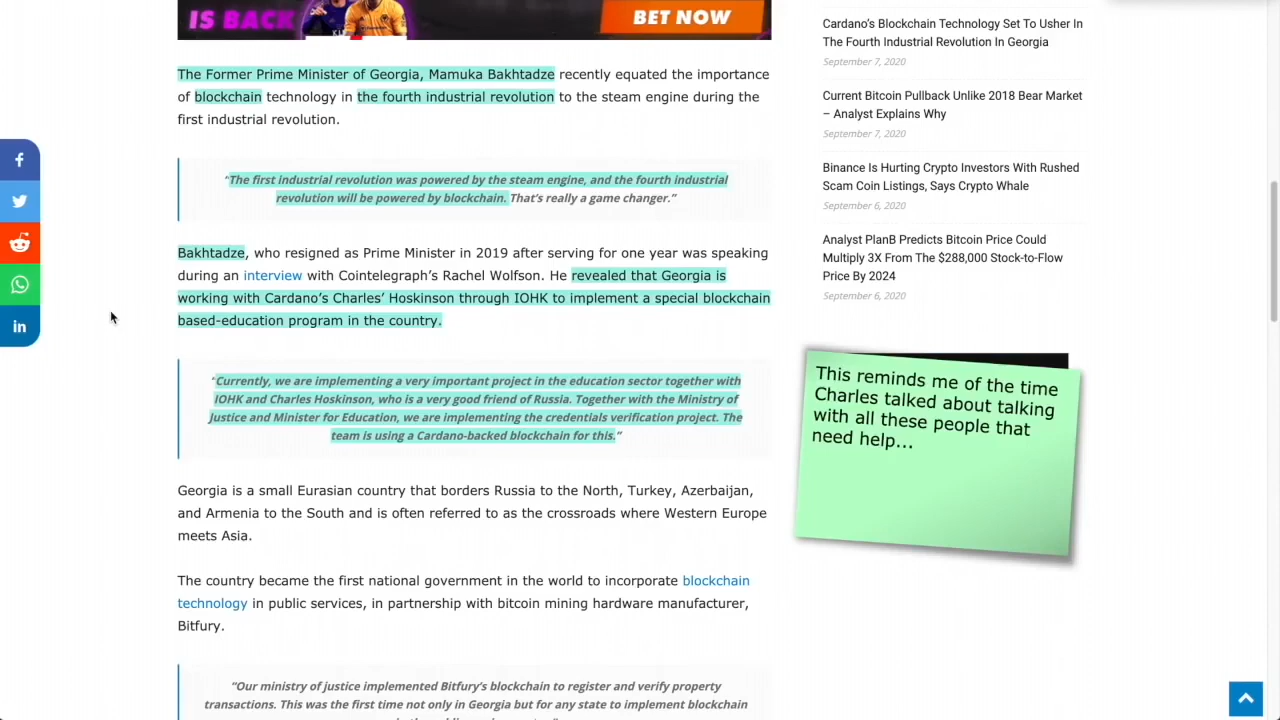 IS BACK
BET NOW
The Former Prime Minister of Georgia, Mamuka Bakhtadze recently equated the importance
of blockchain technology in the fourth industrial revolution to the steam engine during the
first industrial revolution.
“The first industrial revolution was powered by the steam engine, and the fourth industrial
revolution will be powered by blockchain. That’s really a game changer.”
Bakhtadze, who resigned as Prime Minister in 2019 after serving for one year was speaking
during an interview with Cointelegraph’s Rachel Wolfson. He revealed that Georgia is
working with Cardano’s Charles’ Hoskinson through IOHK to implement a special blockchain
based-education program in the country.
“Currently, we are implementing a very important project in the education sector together with
IOHK and Charles Hoskinson, who is a very good friend of Russia. Together with the Ministry of
Justice and Minister for Education, we are implementing the credentials verification project. The
team is using a Cardano-backed blockchain for this.”
Georgia is a small Eurasian country that borders Russia to the North, Turkey, Azerbaijan,
and Armenia to the South and is often referred to as the crossroads where Western Europe
meets Asia.
The country became the first national government in the world to incorporate blockchain
technology in public services, in partnership with bitcoin mining hardware manufacturer,
Bitfury.
“Our ministry of justice implemented Bitfury’s blockchain to register and verify property
transactions. This was the first time not only in Georgia but for any state to implement blockchain
Cardano’s Blockchain Technology Set To Usher In
The Fourth Industrial Revolution In Georgia
September 7, 2020
Current Bitcoin Pullback Unlike 2018 Bear Market
– Analyst Explains Why
September 7, 2020
Binance Is Hurting Crypto Investors With Rushed
Scam Coin Listings, Says Crypto Whale
September 6, 2020
Analyst PlanB Predicts Bitcoin Price Could
Multiply 3X From The $288,000 Stock-to-Flow
Price By 2024
September 6, 2020
This reminds me of the time
Charles talked about talking
with all these people that
need help...